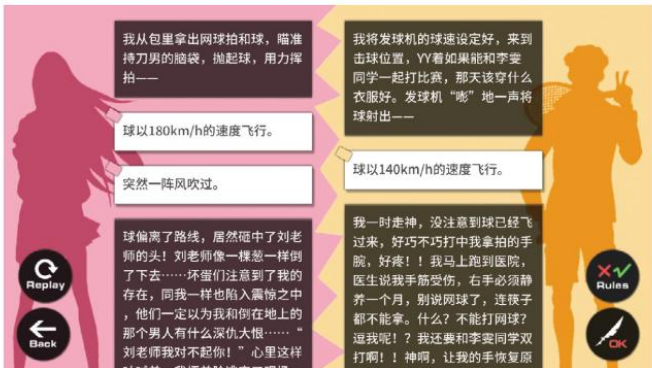 我从包里拿出网球拍和球，瞄准
持刀男的脑袋，抛起球，用力挥
拍——
球以180km/h的速度飞行。
突然一阵风吹过。
球偏离了路线，居然砸中了刘老
师的头！刘老师像一棵葱一样倒
了下去……坏蛋们注意到了我的
存在，同我一样也陷入震惊之中
，他们一定以为我和倒在地上的
那个男人有什么深仇大恨……“
刘老师我对不起你！”心里这样
我将发球机的球速设定好，来到
击球位置，YY着如果能和李雯
同学一起打比赛，那天该穿什么
衣服好。发球机“嘭”地一声将
球射出——
球以140km/h的速度飞行。
我一时走神，没注意到球已经飞
过来，好巧不巧打中我拿拍的手
腕，好疼！！我马上跑到医院，
医生说我手筋受伤，右手必须静
养一个月，别说网球了，连筷子
都不能拿。什么？不能打网球？
逗我呢！？我还要和李雯同学双
打啊！！神啊，让我的手恢复原
Replay
Back
Rules
OK